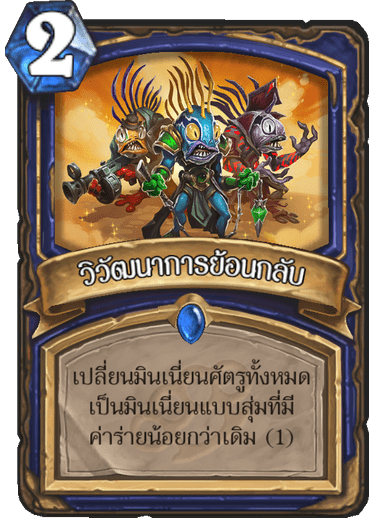 2
วิวัฒนาการย้อนกลับ
เปลี่ยนมินเนี่ยนศัตรูทั้งหมด
เป็นมินเนี่ยนแบบสุ่มที่มี
ค่าร่ายน้อยกว่าเดิม (1)